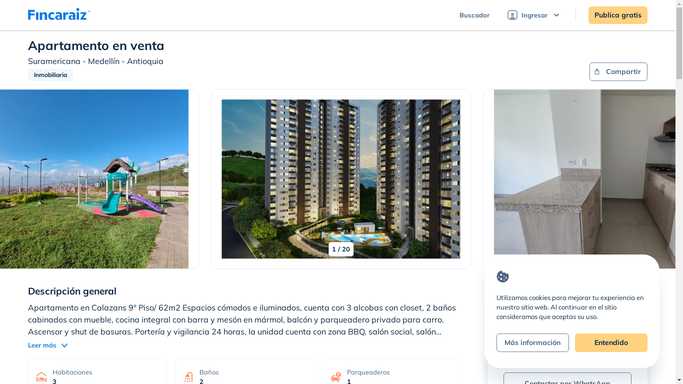 Fincaraiz
Buscador
Ingresar
Publica gratis
Apartamento en venta
Suramericana - Medellín - Antioquia
Inmobiliaria
Compartir
1 / 20
Descripción general
Apartamento en Calazans 9° Piso/ 62m2 Espacios cómodos e iluminados, cuenta con 3 alcobas con closet, 2 baños
cabinados con mueble, cocina integral con barra y mesón en mármol, balcón y parqueadero privado para carro.
Ascensor y shut de basuras. Portería y vigilancia 24 horas, la unidad cuenta con zona BBQ, salón social, salón...
Leer más
Habitaciones
3
Baños
2
Parqueaderos
1
Utilizamos cookies para mejorar tu experiencia en
nuestro sitio web. Al continuar en el sitio
consideramos que aceptas su uso.
Más información
Entendido
Contactar por WhatsApp